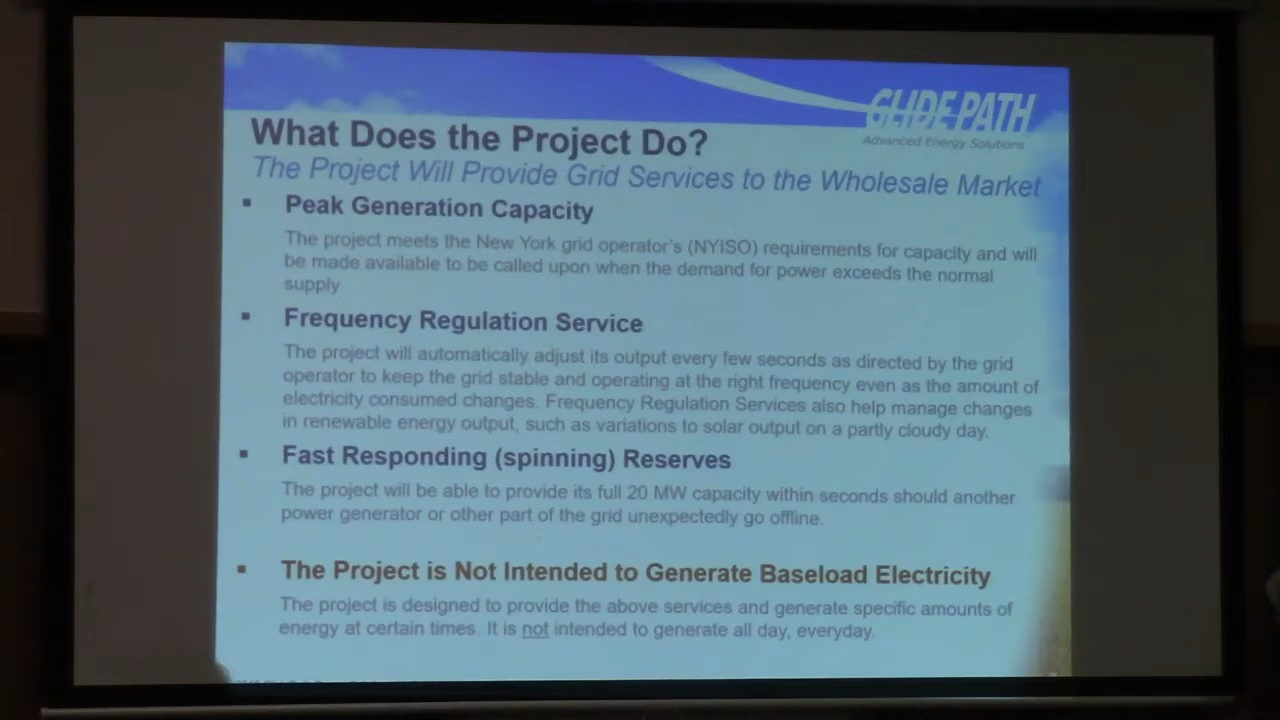 GLIDEPATH
Advanced Energy Solutions
What Does the Project Do?
The Project Will Provide Grid Services to the Wholesale Market
▪ Peak Generation Capacity
The project meets the New York grid operator's (NYISO) requirements for capacity and will
be made available to be called upon when the demand for power exceeds the normal
supply
▪ Frequency Regulation Service
The project will automatically adjust its output every few seconds as directed by the grid
operator to keep the grid stable and operating at the right frequency even as the amount of
electricity consumed changes. Frequency Regulation Services also help manage changes
in renewable energy output, such as variations to solar output on a partly cloudy day.
▪ Fast Responding (spinning) Reserves
The project will be able to provide its full 20 MW capacity within seconds should another
power generator or other part of the grid unexpectedly go offline.
▪ The Project is Not Intended to Generate Baseload Electricity
The project is designed to provide the above services and generate specific amounts of
energy at certain times. It is not intended to generate all day, everyday.